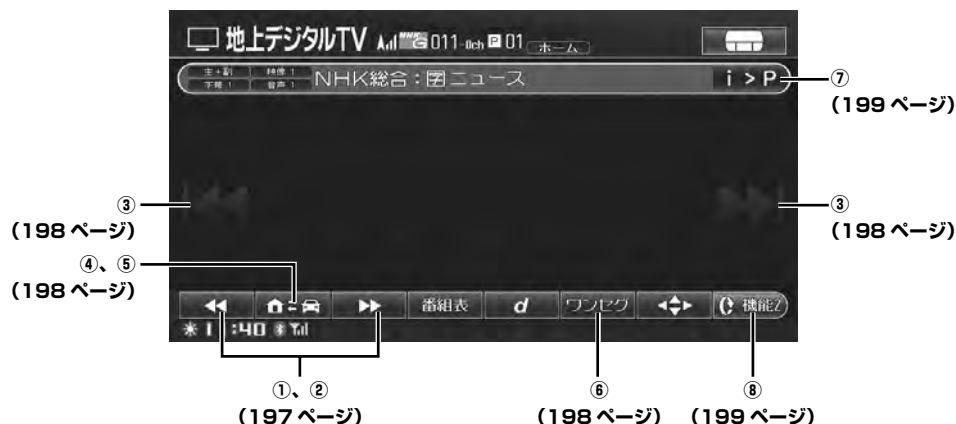 地上デジタルTV NHK G 011-0ch P 01 ホーム
主+副 映像 1
字幕 1 音声 1
NHK総合:字ニュース i > P
⑦
(199 ページ)
③
(198 ページ)
③
(198 ページ)
④、⑤
(198 ページ)
番組表 d ワンセグ 機能2
:40
①、②
(197 ページ)
⑥
(198 ページ)
⑧
(199 ページ)